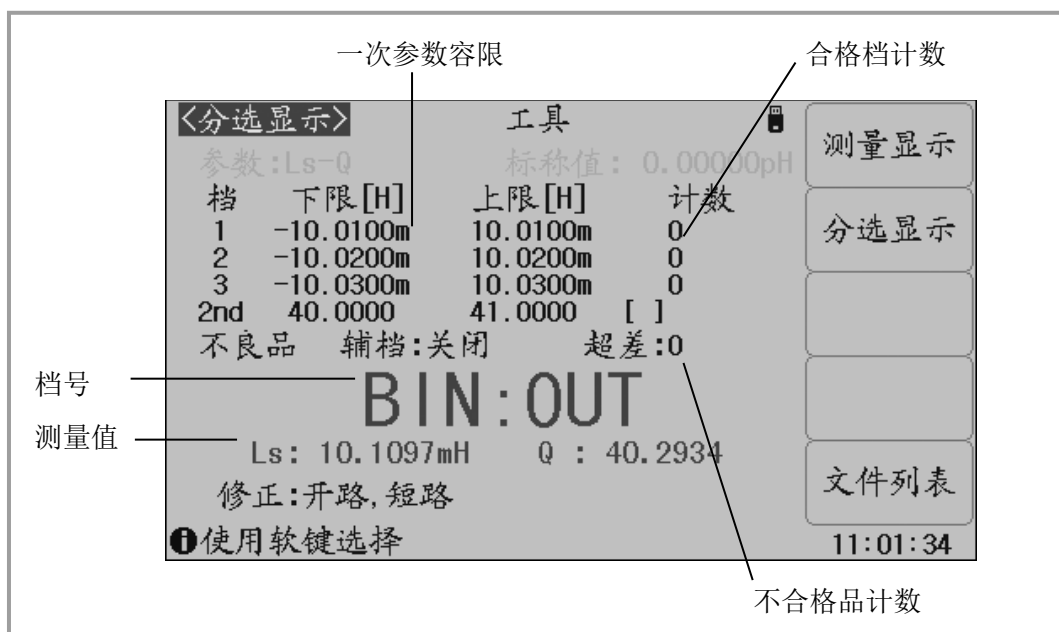 一次参数容限 合格档计数
<分选显示> 工具
参数:Ls-Q 标称值: 0.00000pH
档 下限[H] 上限[H] 计数
1 -10.0100m 10.0100m 0
2 -10.0200m 10.0200m 0
3 -10.0300m 10.0300m 0
2nd 40.0000 41.0000 [ ]
不良品 辅档:关闭 超差:0
BIN:OUT
Ls: 10.1097mH Q : 40.2934
修正:开路,短路
使用软键选择
测量显示
分选显示
文件列表
11:01:34
档号
测量值
不合格品计数